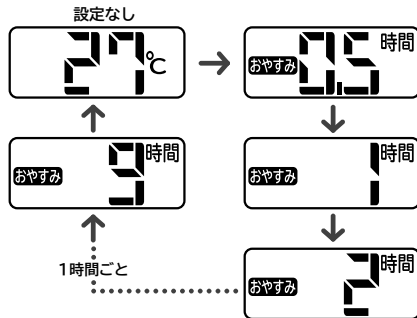 設定なし
27℃
おやすみ 0.5 時間
おやすみ 1 時間
おやすみ 2 時間
1時間ごと
おやすみ 9 時間